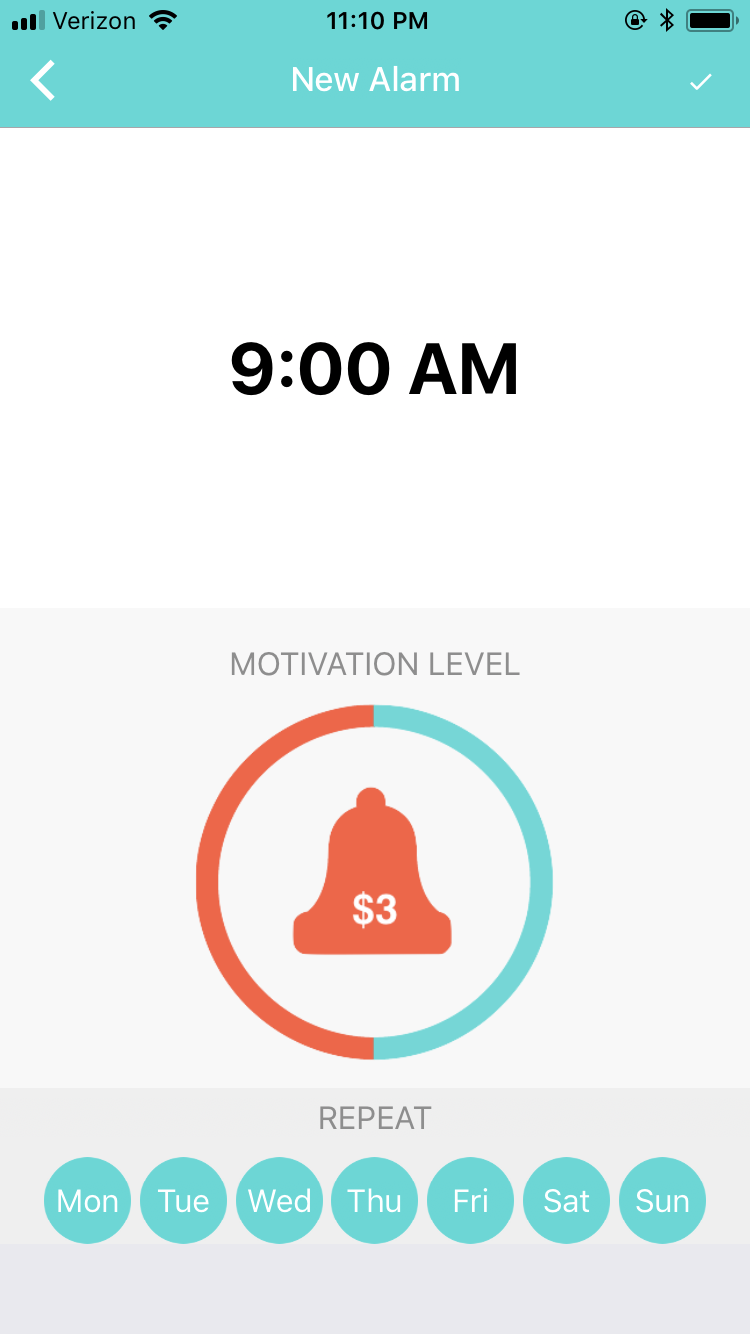 Verizon 11:10 PM
New Alarm
9:00 AM
MOTIVATION LEVEL
$3
REPEAT
Mon Tue Wed Thu Fri Sat Sun